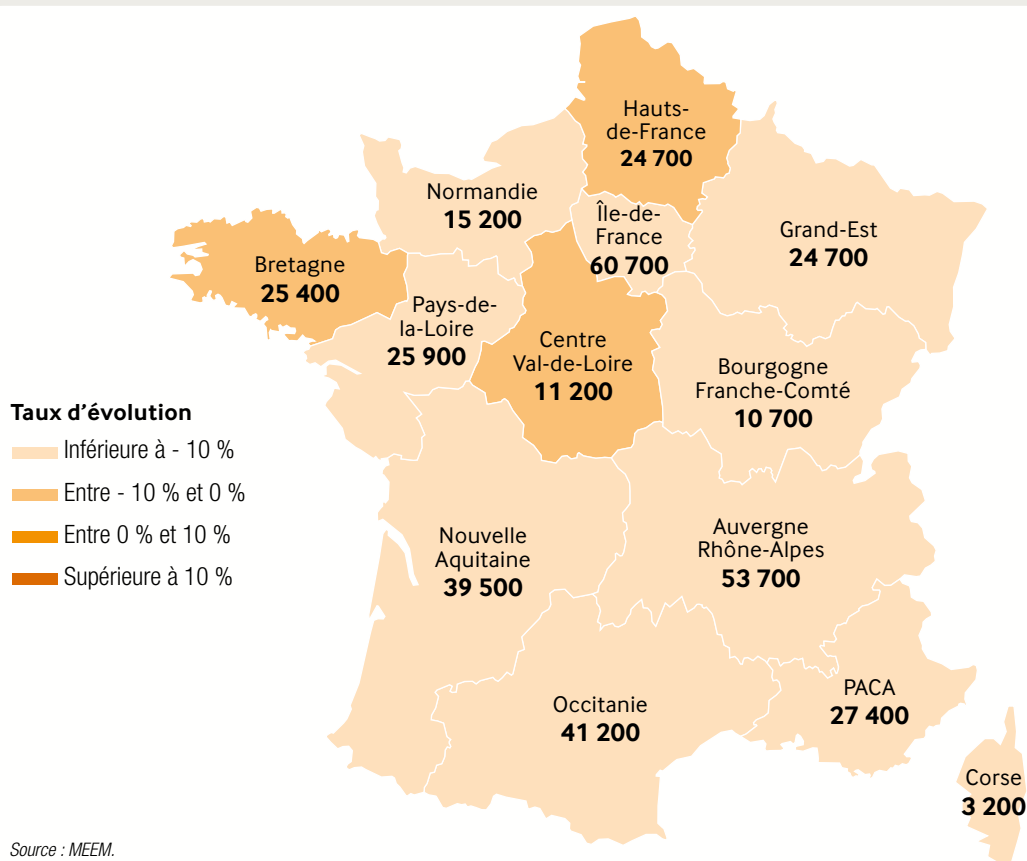 Hauts-
de-France
24 700
Normandie
15 200
Île-de-
France
60 700
Grand-Est
24 700
Bretagne
25 400
Pays-de-
la-Loire
25 900
Centre
Val-de-Loire
11 200
Bourgogne
Franche-Comté
10 700
Taux d'évolution
Inférieure à - 10 %
Entre - 10 % et 0 %
Entre 0 % et 10 %
Supérieure à 10 %
Nouvelle
Aquitaine
39 500
Auvergne
Rhône-Alpes
53 700
Occitanie
41 200
PACA
27 400
Corse
3 200
Source : MEEM.